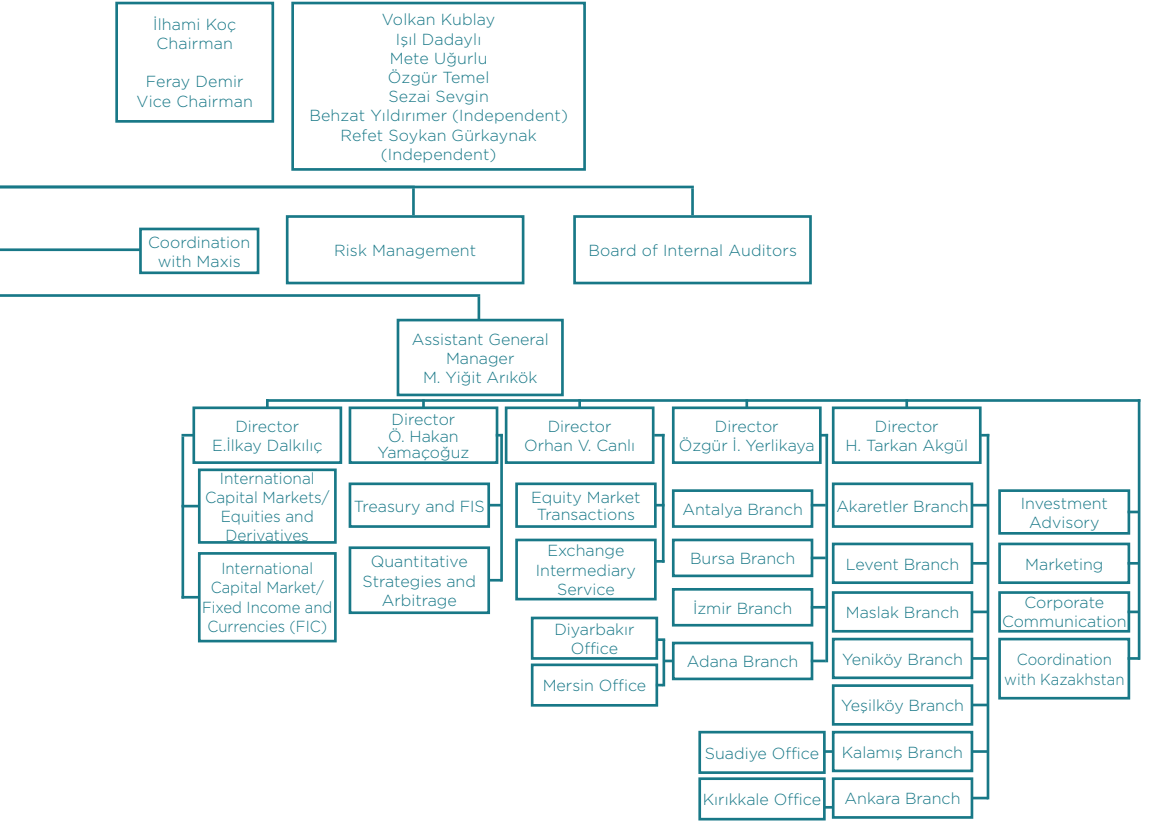 İlhami Koç
Chairman
Feray Demir
Vice Chairman
Volkan Kublay
Işıl Dadaylı
Mete Uğurlu
Özgür Temel
Sezai Sevgin
Behzat Yıldırımer (Independent)
Refet Soykan Gürkaynak
(Independent)
Coordination
with Maxis
Risk Management
Board of Internal Auditors
Assistant General
Manager
M. Yiğit Arıkök
Director
E.İlkay Dalkılıç
International
Capital Markets/
Equities and
Derivatives
International
Capital Market/
Fixed Income and
Currencies (FIC)
Director
Ö. Hakan
Yamaçoğuz
Treasury and FIS
Quantitative
Strategies and
Arbitrage
Director
Orhan V. Canlı
Equity Market
Transactions
Exchange
Intermediary
Service
Director
Özgür İ. Yerlikaya
Antalya Branch
Bursa Branch
İzmir Branch
Adana Branch
Diyarbakır
Office
Mersin Office
Director
H. Tarkan Akgül
Akaretler Branch
Levent Branch
Maslak Branch
Yeniköy Branch
Yeşilköy Branch
Kalamış Branch
Suadiye Office
Ankara Branch
Kırıkkale Office
Investment
Advisory
Marketing
Corporate
Communication
Coordination
with Kazakhstan